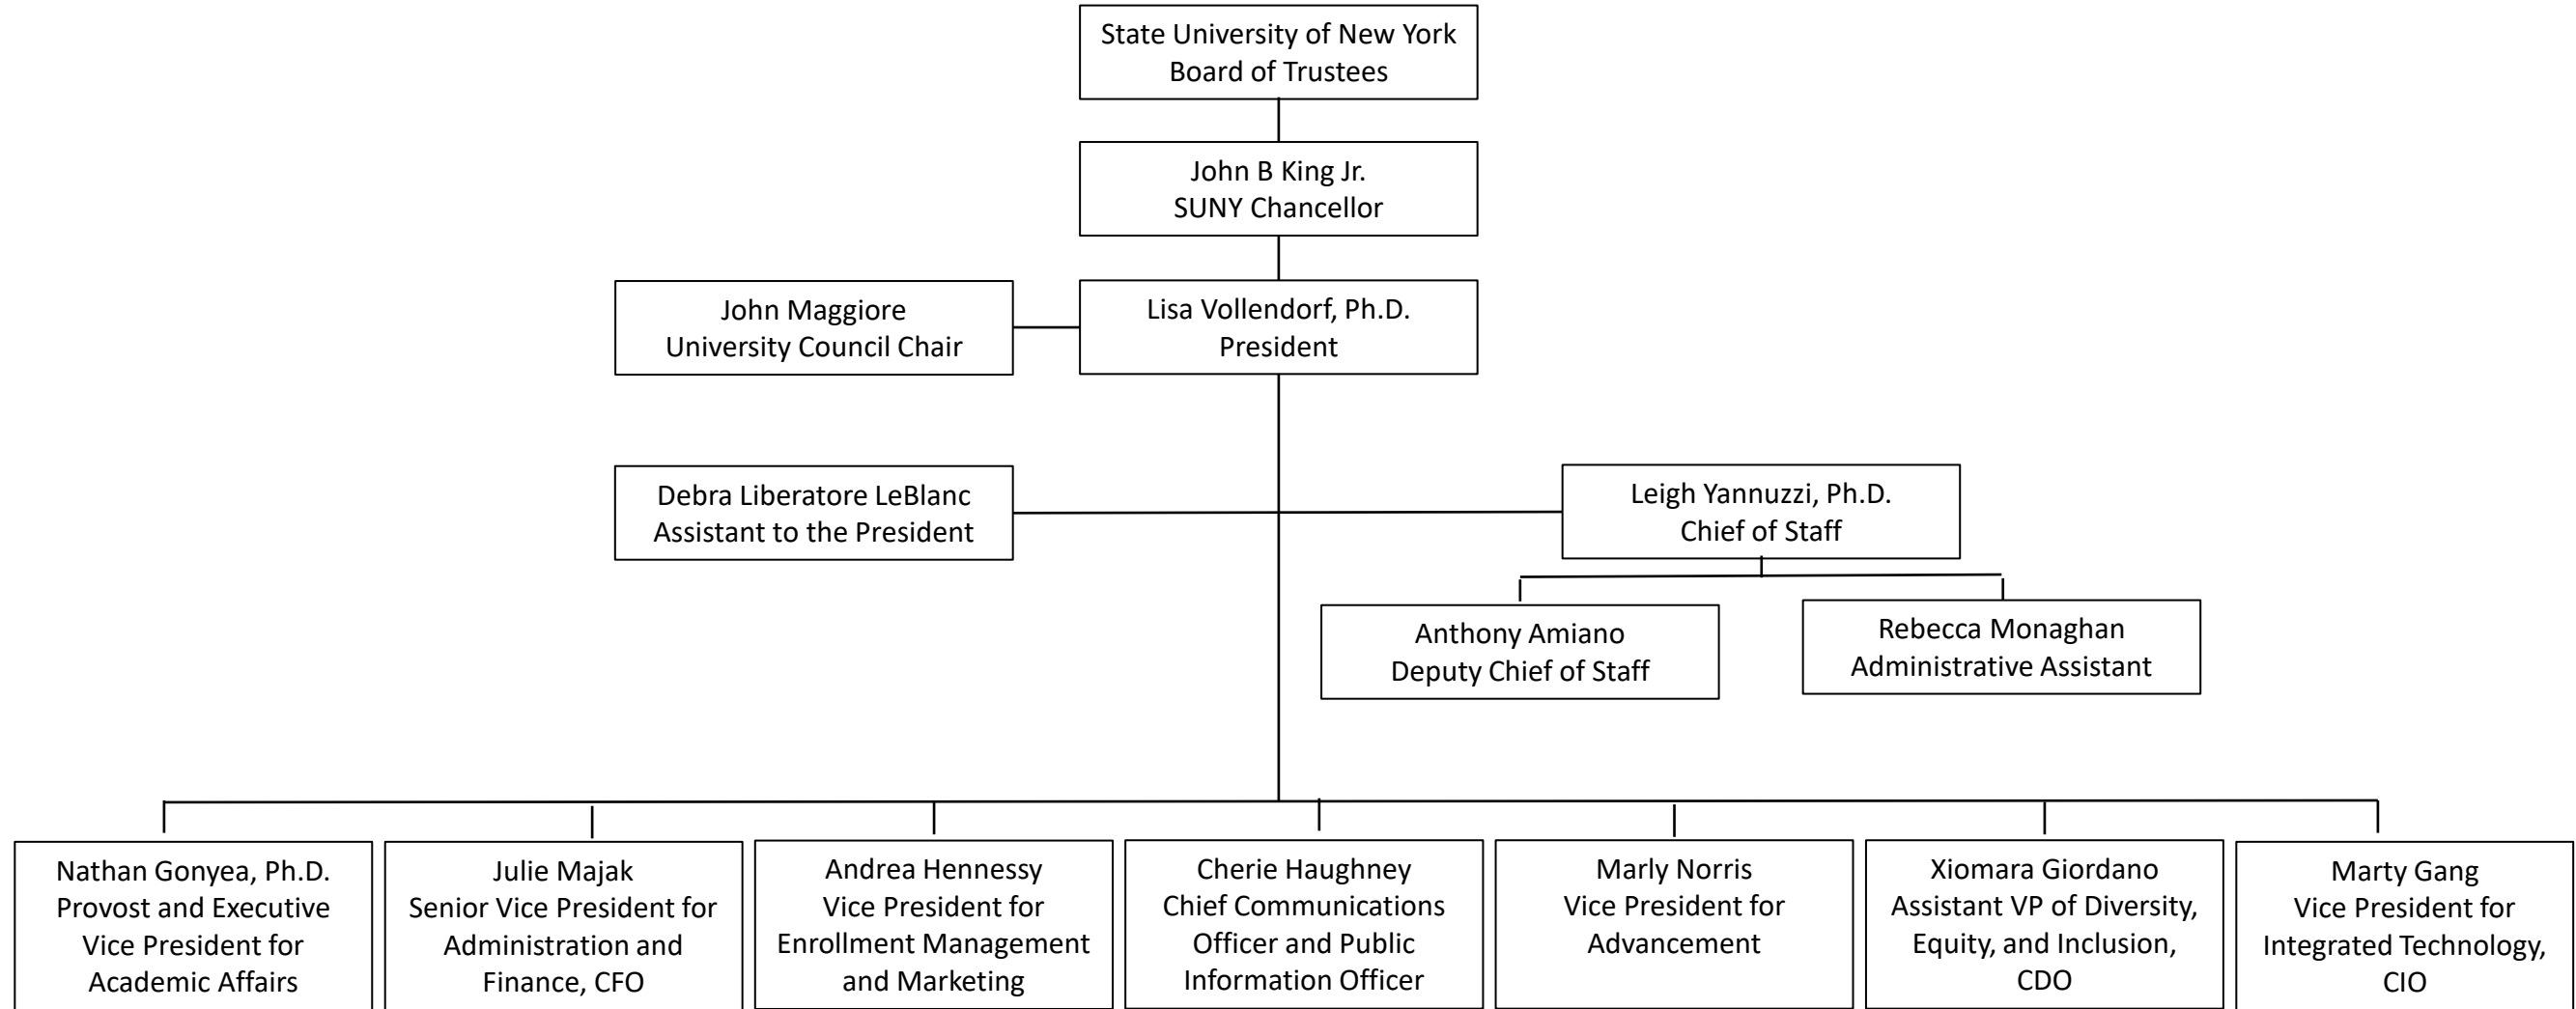 State University of New York
Board of Trustees
John B King Jr.
SUNY Chancellor
John Maggiore
University Council Chair
Lisa Vollendorf, Ph.D.
President
Debra Liberatore LeBlanc
Assistant to the President
Leigh Yannuzzi, Ph.D.
Chief of Staff
Anthony Amiano
Deputy Chief of Staff
Rebecca Monaghan
Administrative Assistant
Nathan Gonyea, Ph.D.
Provost and Executive
Vice President for
Academic Affairs
Julie Majak
Senior Vice President for
Administration and
Finance, CFO
Andrea Hennessy
Vice President for
Enrollment Management
and Marketing
Cherie Haughney
Chief Communications
Officer and Public
Information Officer
Marly Norris
Vice President for
Advancement
Xiomara Giordano
Assistant VP of Diversity,
Equity, and Inclusion,
CDO
Marty Gang
Vice President for
Integrated Technology,
CIO